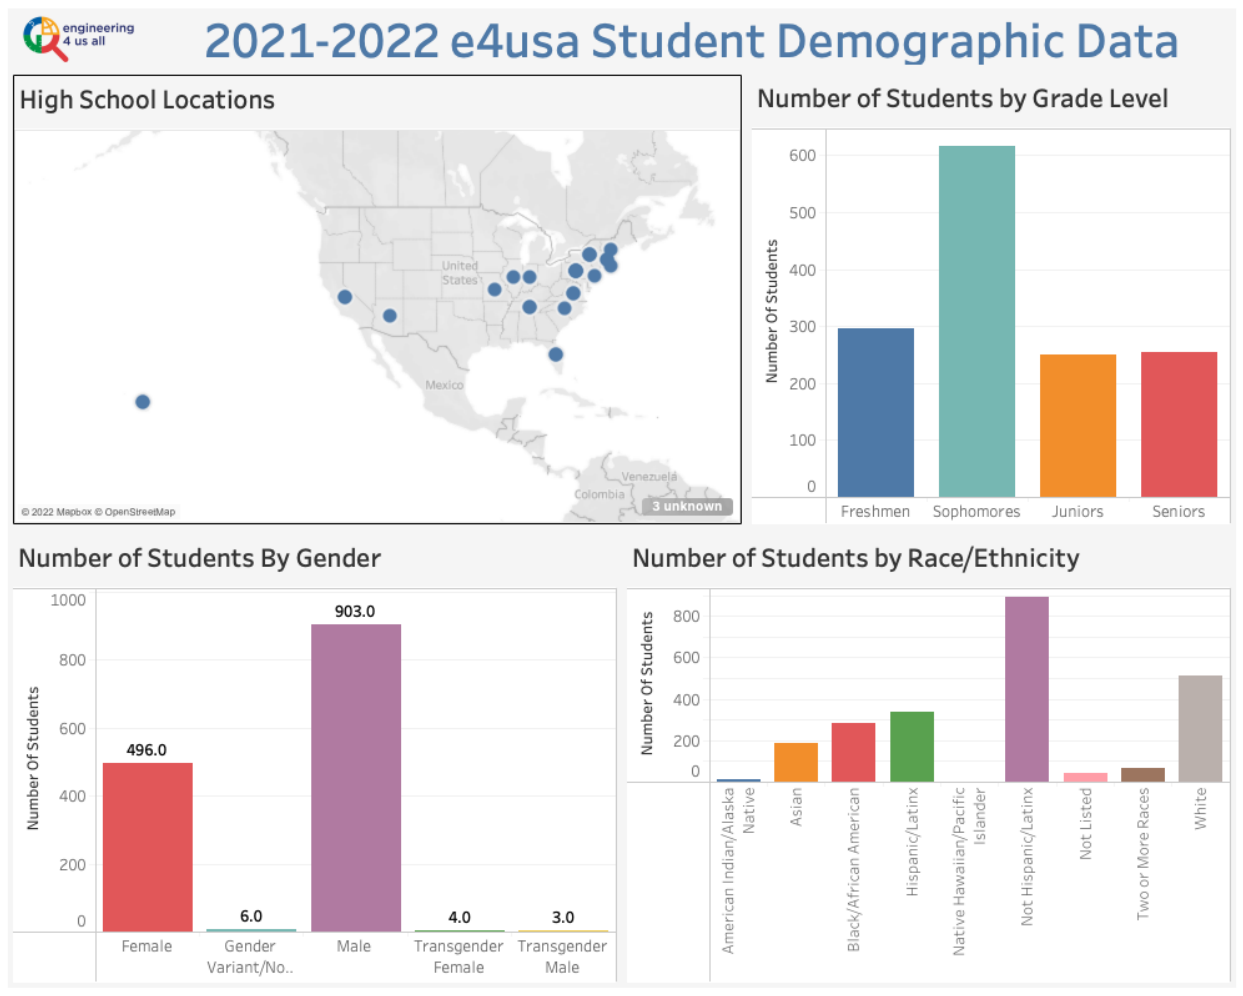 engineering
4 us all
2021-2022 e4usa Student Demographic Data
High School Locations
United
States
Mexico
Venezuela
Colombia
© 2022 Mapbox © OpenStreetMap
3 unknown
Number of Students by Grade Level
Number Of Students
600
500
400
300
200
100
0
Freshmen
Sophomores
Juniors
Seniors
Number of Students By Gender
Number Of Students
1000
800
600
400
200
0
496.0
6.0
903.0
4.0
3.0
Female
Gender
Variant/No..
Male
Transgender
Female
Transgender
Male
Number of Students by Race/Ethnicity
Number Of Students
800
600
400
200
0
American Indian/Alaska
Native
Asian
Black/African American
Hispanic/Latinx
Native Hawaiian/Pacific
Islander
Not Hispanic/Latinx
Not Listed
Two or More Races
White